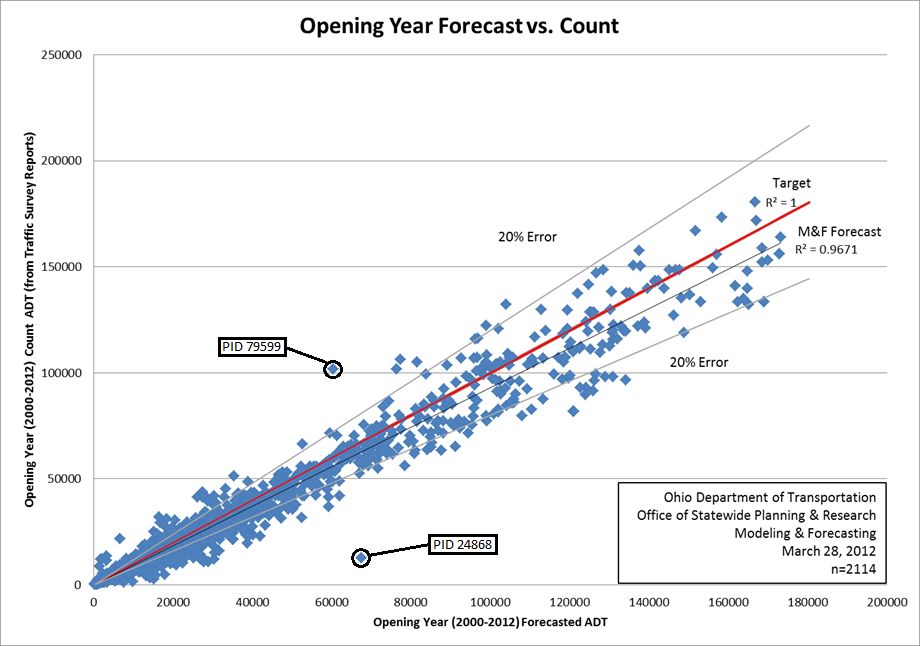 Opening Year Forecast vs. Count
Opening Year (2000-2012) Count ADT (from Traffic Survey Reports)
250000
200000
150000
100000
50000
0
20% Error
Target
R² = 1
M&F Forecast
R² = 0.9671
PID 79599
20% Error
PID 24868
Ohio Department of Transportation
Office of Statewide Planning & Research
Modeling & Forecasting
March 28, 2012
n=2114
0 20000 40000 60000 80000 100000 120000 140000 160000 180000 200000
Opening Year (2000-2012) Forecasted ADT